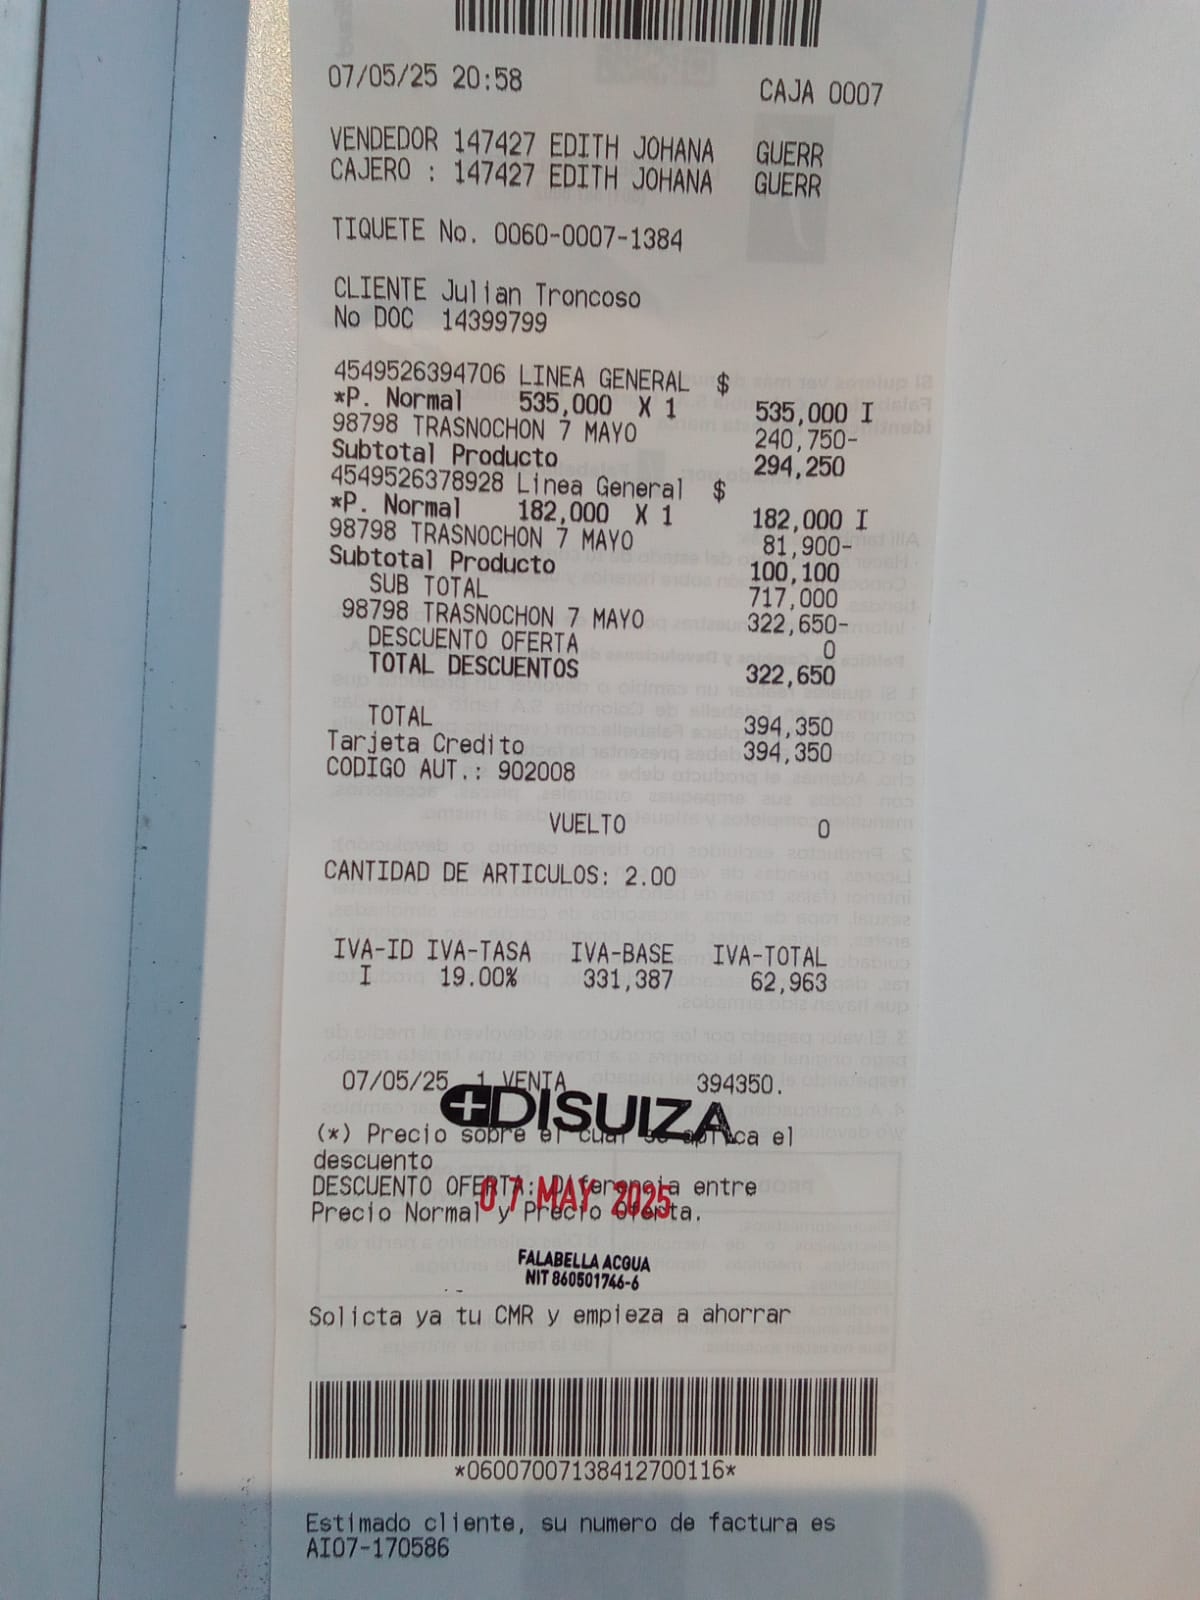 07/05/25 20:58 CAJA 0007
VENDEDOR 147427 EDITH JOHANA GUERR
CAJERO : 147427 EDITH JOHANA GUERR
TIQUETE No. 0060-0007-1384
CLIENTE Julian Troncoso
No DOC 14399799
4549526394706 LINEA GENERAL $
*P. Normal 535,000 X 1 535,000 I
98798 TRASNOCHON 7 MAYO 240,750-
Subtotal Producto 294,250
4549526378928 Linea General $
*P. Normal 182,000 X 1 182,000 I
98798 TRASNOCHON 7 MAYO 81,900-
Subtotal Producto 100,100
SUB TOTAL 717,000
98798 TRASNOCHON 7 MAYO 322,650-
DESCUENTO OFERTA 0
TOTAL DESCUENTOS 322,650
TOTAL 394,350
Tarjeta Credito 394,350
CODIGO AUT.: 902008
VUELTO 0
CANTIDAD DE ARTICULOS: 2.00
IVA-ID IVA-TASA IVA-BASE IVA-TOTAL
I 19.00% 331,387 62,963
07/05/25 1 VENTA 394350.
DISUIZA
(*) Precio sobre el cual se aplica el
descuento
DESCUENTO OFERTA: Diferencia entre
07 MAY 2025
Precio Normal y Precio Oferta.
FALABELLA ACQUA
NIT 860501746-6
Solicta ya tu CMR y empieza a ahorrar
*06007007138412700116*
Estimado cliente, su numero de factura es
AI07-170586